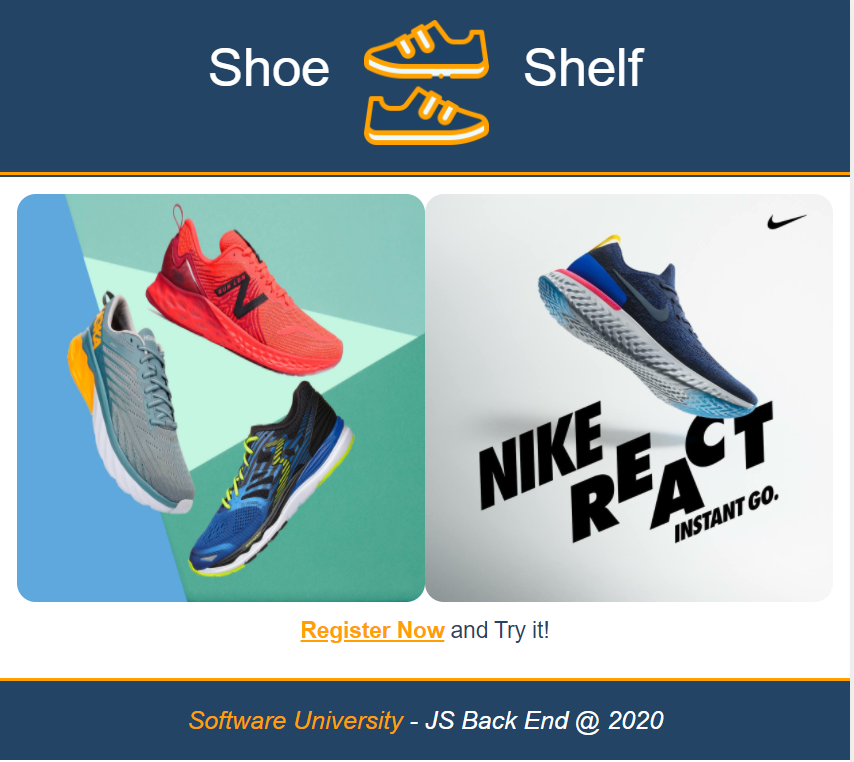 Shoe Shelf
N
NIKE
REACT
INSTANT GO.
Register Now and Try it!
Software University - JS Back End @ 2020